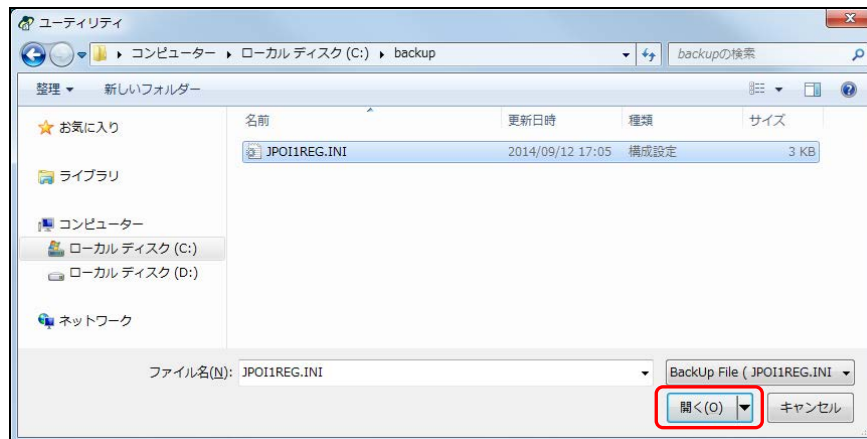 ユーティリティ
コンピューター ▸ ローカル ディスク (C:) ▸ backup
backupの検索
整理 ▼ 新しいフォルダー
お気に入り
ライブラリ
コンピューター
ローカル ディスク (C:)
ローカル ディスク (D:)
ネットワーク
名前 更新日時 種類 サイズ
JPOI1REG.INI 2014/09/12 17:05 構成設定 3 KB
ファイル名(N): JPOI1REG.INI
BackUp File ( JPOI1REG.INI
開く(O) キャンセル